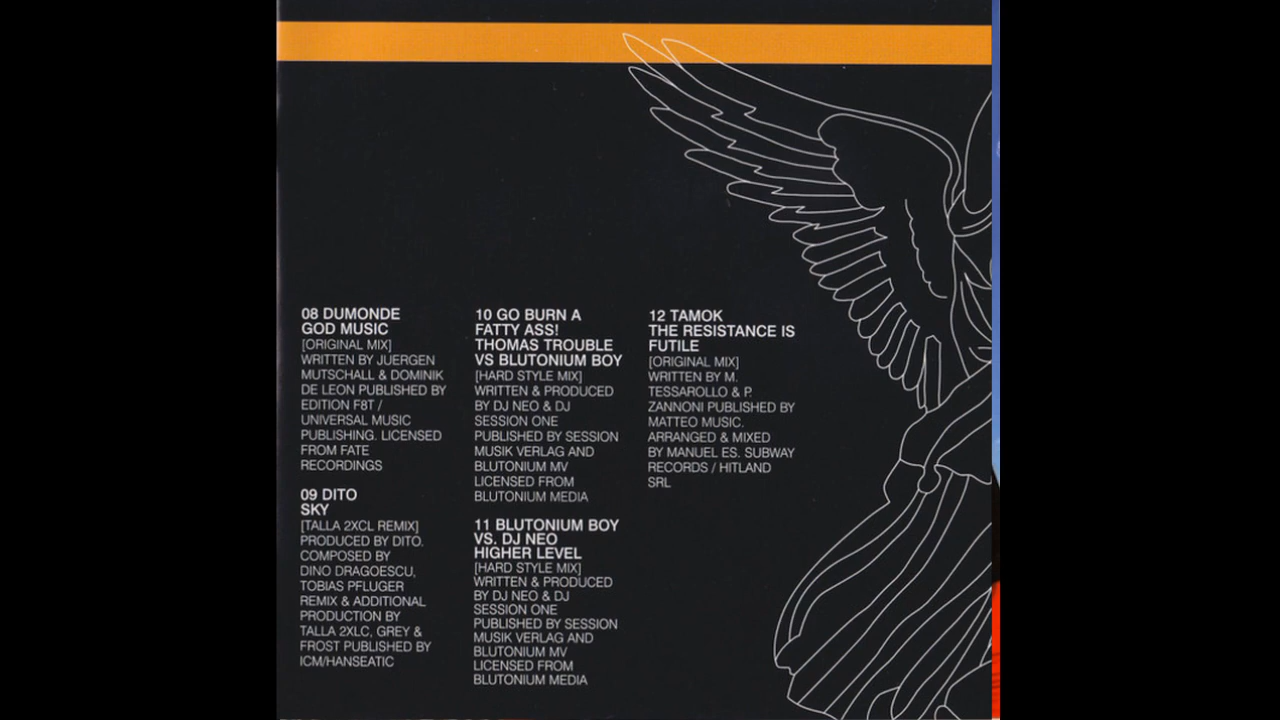 08 DUMONDE
GOD MUSIC
[ORIGINAL MIX]
WRITTEN BY JUERGEN
MUTSCHALL & DOMINIK
DE LEON PUBLISHED BY
EDITION F8T /
UNIVERSAL MUSIC
PUBLISHING. LICENSED
FROM FATE
RECORDINGS
09 DITO
SKY
[TALLA 2XCL REMIX]
PRODUCED BY DITO.
COMPOSED BY
DINO DRAGOESCU,
TOBIAS PFLUGER
REMIX & ADDITIONAL
PRODUCTION BY
TALLA 2XLC, GREY &
FROST PUBLISHED BY
ICM/HANSEATIC
10 GO BURN A
FATTY ASS!
THOMAS TROUBLE
VS BLUTONIUM BOY
[HARD STYLE MIX]
WRITTEN & PRODUCED
BY DJ NEO & DJ
SESSION ONE
PUBLISHED BY SESSION
MUSIK VERLAG AND
BLUTONIUM MV
LICENSED FROM
BLUTONIUM MEDIA
11 BLUTONIUM BOY
VS. DJ NEO
HIGHER LEVEL
[HARD STYLE MIX]
WRITTEN & PRODUCED
BY DJ NEO & DJ
SESSION ONE
PUBLISHED BY SESSION
MUSIK VERLAG AND
BLUTONIUM MV
LICENSED FROM
BLUTONIUM MEDIA
12 TAMOK
THE RESISTANCE IS
FUTILE
[ORIGINAL MIX]
WRITTEN BY M.
TESSAROLLO & P.
ZANNONI PUBLISHED BY
MATTEO MUSIC.
ARRANGED & MIXED
BY MANUEL ES. SUBWAY
RECORDS / HITLAND
SRL